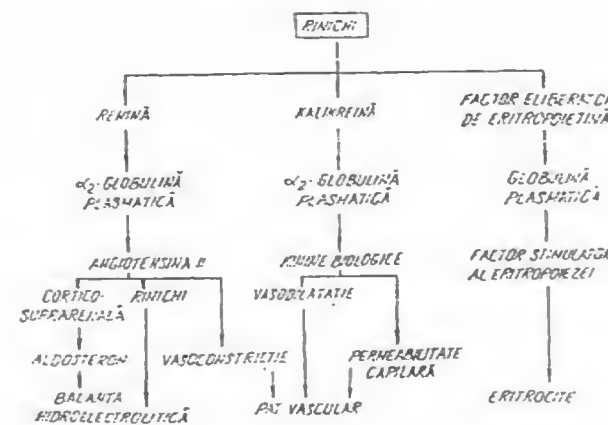 RINICHI
RENINĂ
KALIKREINĂ
FACTOR ELIBERATOR
DE ERITROPOIETINĂ
α2-GLOBULINĂ
PLASMATICĂ
α2-GLOBULINĂ
PLASMATICĂ
GLOBULINĂ
PLASMATICĂ
ANGIOTENSINA II
KININE BIOLOGICE
FACTOR STIMULATOR
AL ERITROPOIEZEI
CORTICO-
SUPRARENALĂ
RINICHI
VASODILATAȚIE
ALDOSTERON
VASOCONSTRICȚIE
PERMEABILITATE
CAPILARĂ
BALANȚA
HIDROELECTROLITICĂ
PAT VASCULAR
ERITROCITE